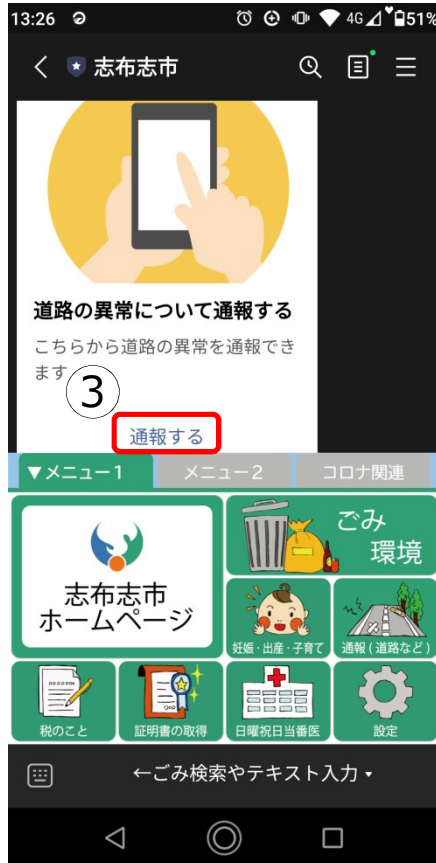 13:26
4G
51%
志布志市
道路の異常について通報する
こちらから道路の異常を通報でき
ます
③
通報する
▼メニュー1
メニュー2
コロナ関連
志布志市
ホームページ
ごみ
環境
妊娠・出産・子育て
通報(道路など)
税のこと
証明書の取得
日曜祝日当番医
設定
←ごみ検索やテキスト入力▼